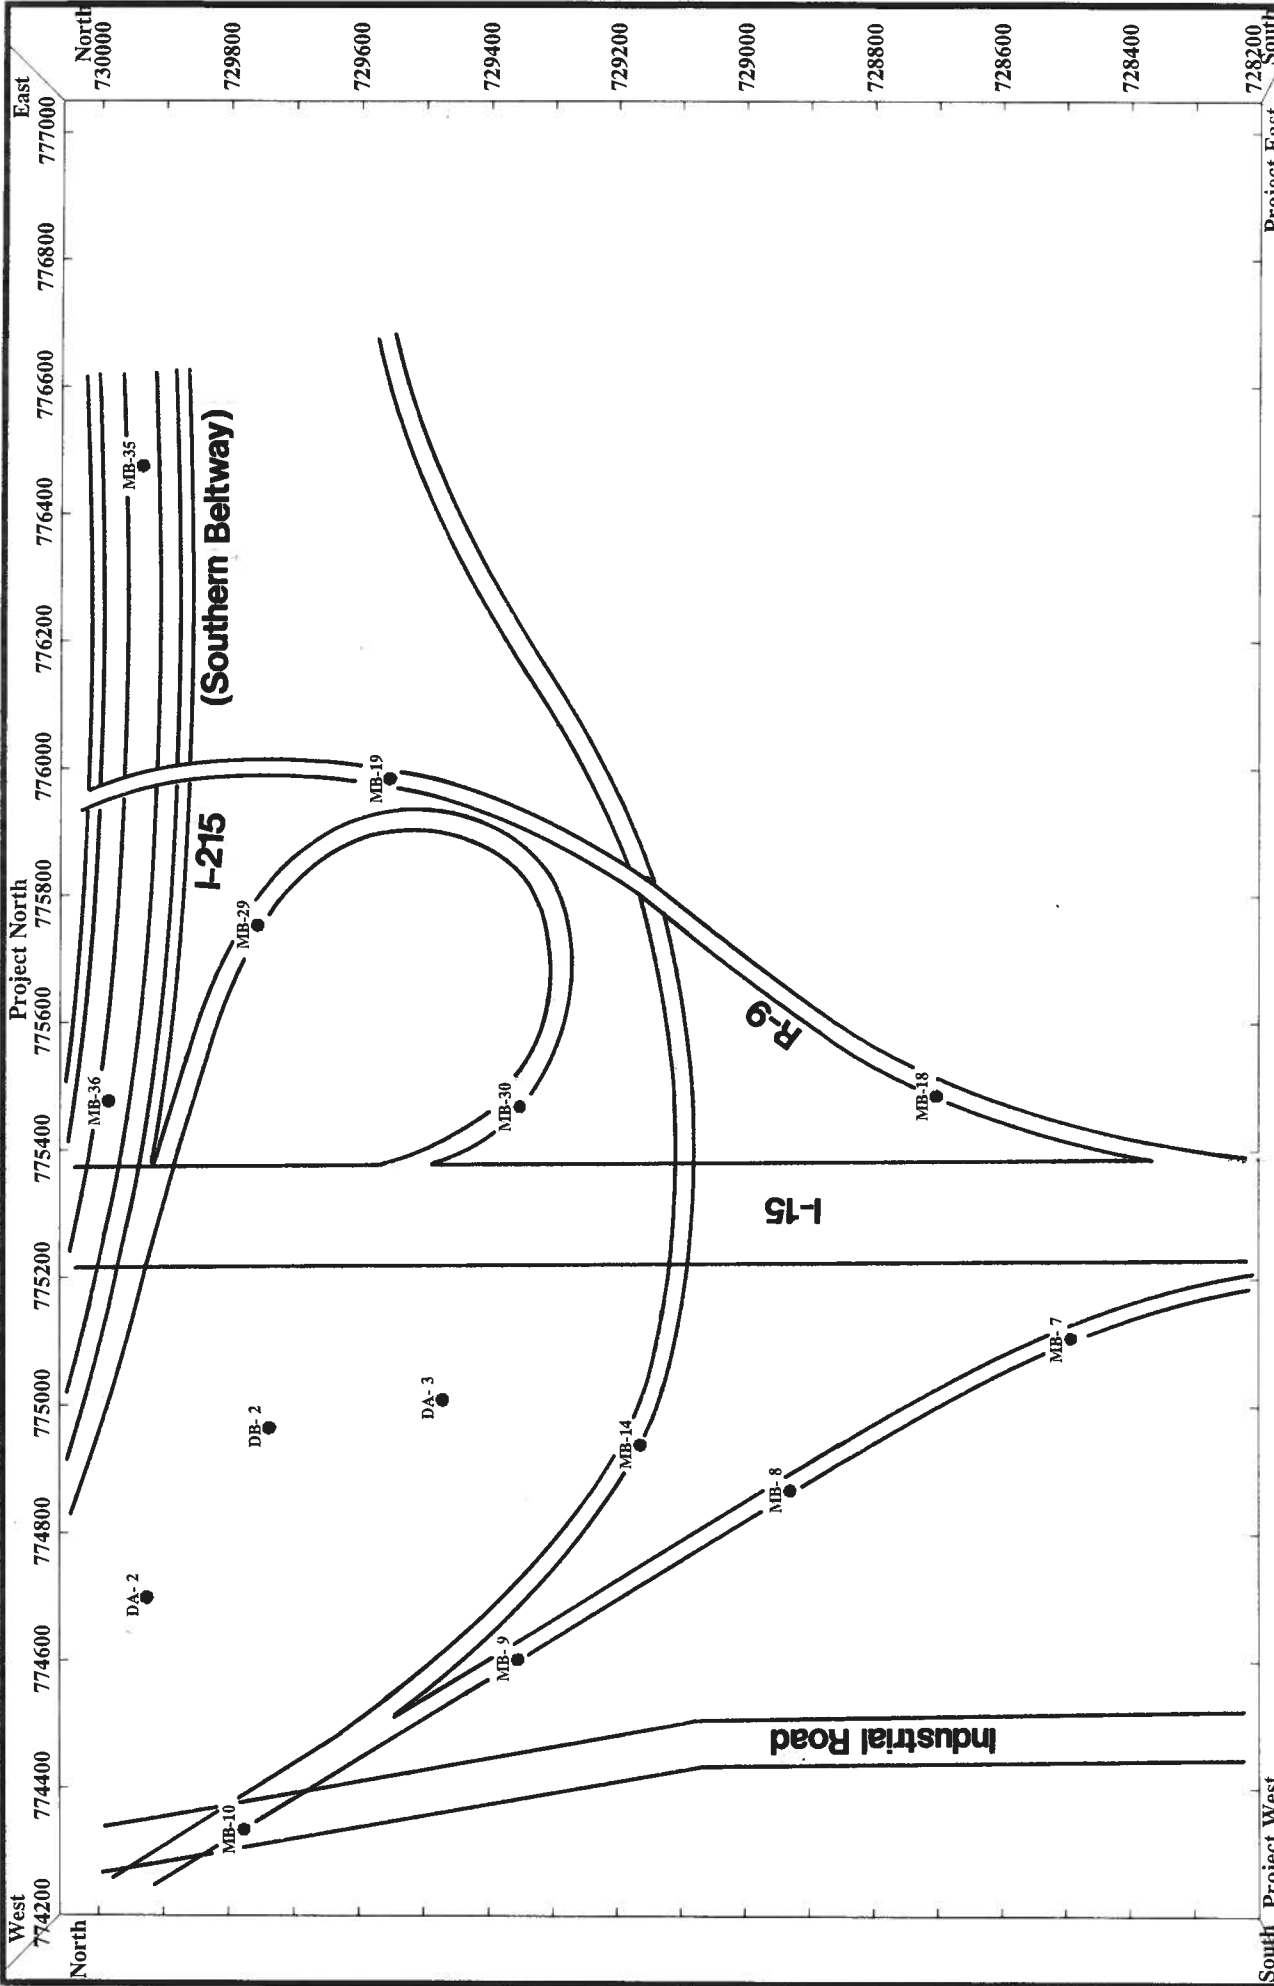 West
Project North
East
774200
774400
774600
774800
775000
775200
775400
775600
775800
776000
776200
776400
776600
776800
777000
North
North
730000
729800
729600
729400
729200
729000
728800
728600
728400
728200
South
South
Project West
Project East
MB-35
(Southern Beltway)
I-215
MB-36
MB-29
MB-19
MB-30
R-9
MB-18
I-15
DA- 2
DB- 2
DA- 3
MB-14
MB- 7
MB- 8
MB- 9
MB-10
Industrial Road